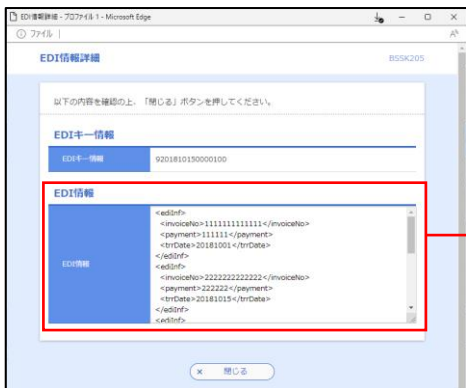 EDI情報詳細 - プロファイル 1 - Microsoft Edge
ファイル |
EDI情報詳細
BSSK205
以下の内容を確認の上、「閉じる」ボタンを押してください。
EDIキー情報
EDIキー情報
9201810150000100
EDI情報
EDI情報
<ediInf>
<invoiceNo>1111111111111</invoiceNo>
<payment>111111</payment>
<trrDate>20181001</trrDate>
</ediInf>
<ediInf>
<invoiceNo>2222222222222</invoiceNo>
<payment>222222</payment>
<trrDate>20181015</trrDate>
</ediInf>
<ediInf>
× 閉じる